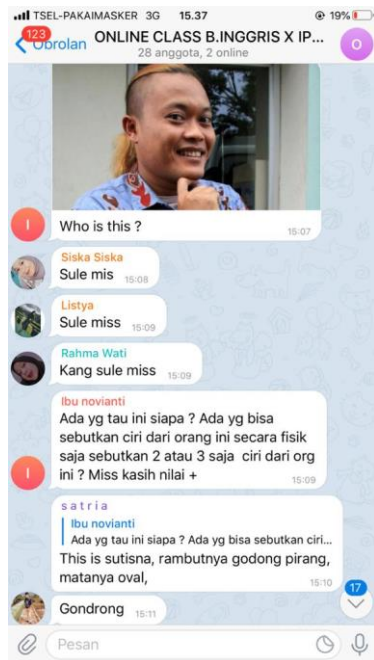 TSEL-PAKAIMASKER 3G 15.37 19%
123
Obrolan
ONLINE CLASS B.INGGRIS X IP...
28 anggota, 2 online
O
Who is this ?
15:07
I
Siska Siska
Sule mis
15:08
Listya
Sule miss
15:09
Rahma Wati
Kang sule miss
15:09
Ibu novianti
Ada yg tau ini siapa ? Ada yg bisa
sebutkan ciri dari orang ini secara fisik
saja sebutkan 2 atau 3 saja ciri dari org
ini ? Miss kasih nilai +
15:09
I
s a t r i a
Ibu novianti
Ada yg tau ini siapa ? Ada yg bisa sebutkan ciri...
This is sutisna, rambutnya godong pirang,
matanya oval,
15:10
17
Gondrong
15:11
Pesan